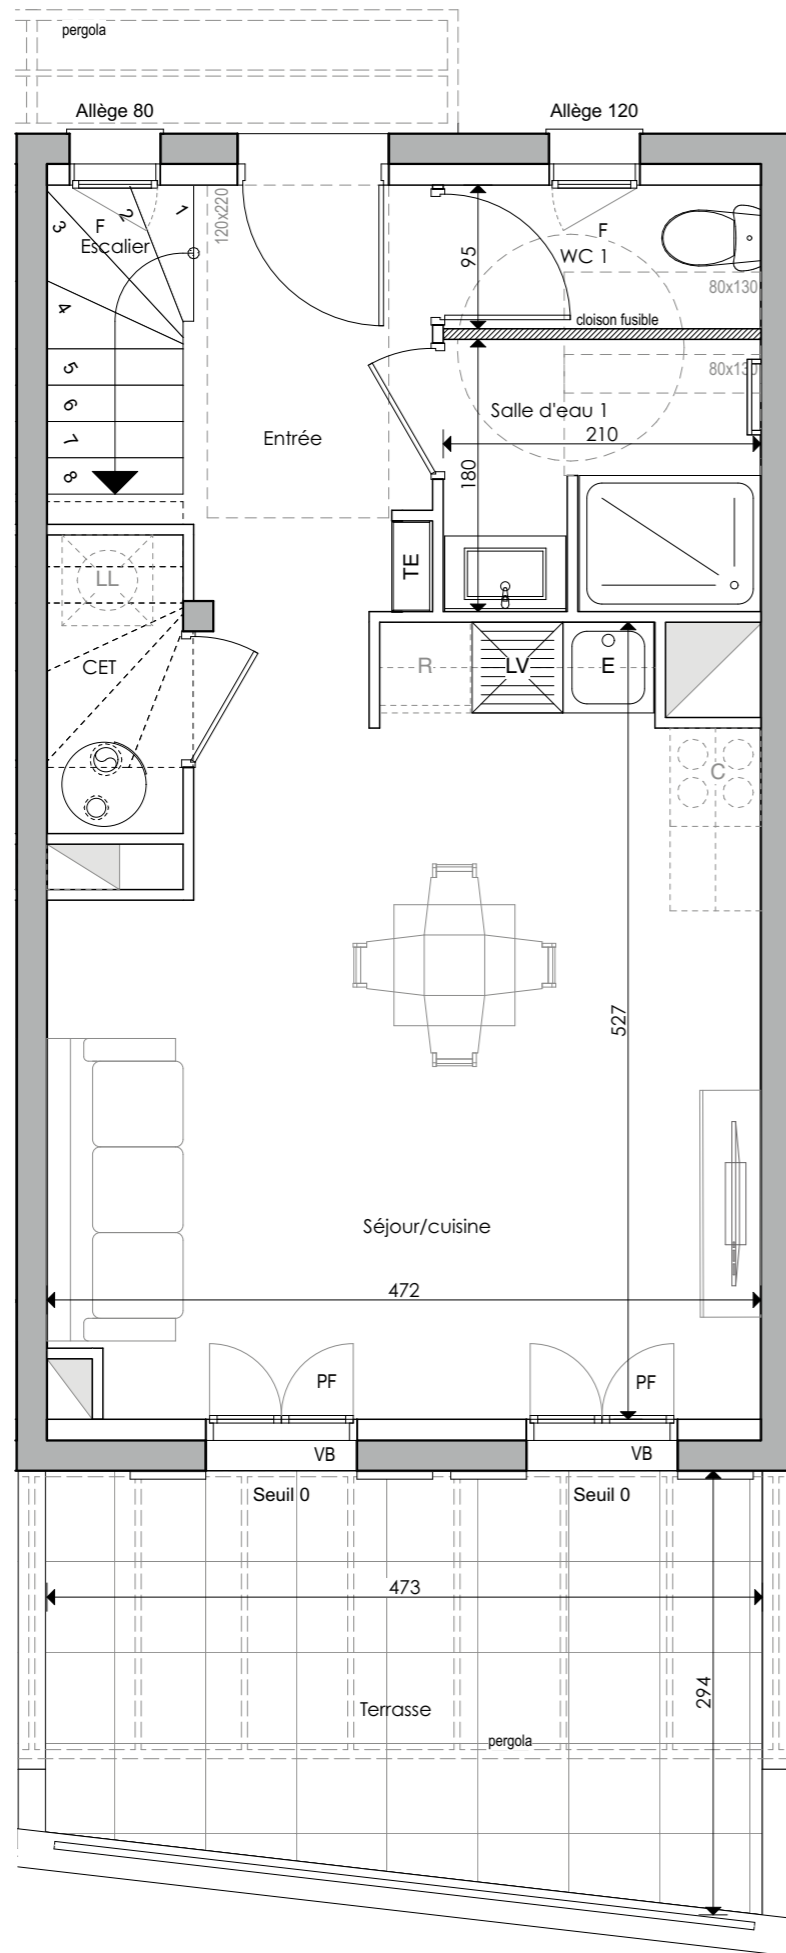 pergola
Allège 80
Allège 120
1
2
3
F
Escalier
4
5
6
7
8
120x220
95
F
WC 1
80x130
cloison fusible
80x130
Entrée
Salle d'eau 1
210
180
TE
LL
CET
R
LV
E
C
527
Séjour/cuisine
472
PF
PF
VB
VB
Seuil 0
Seuil 0
473
294
Terrasse
pergola